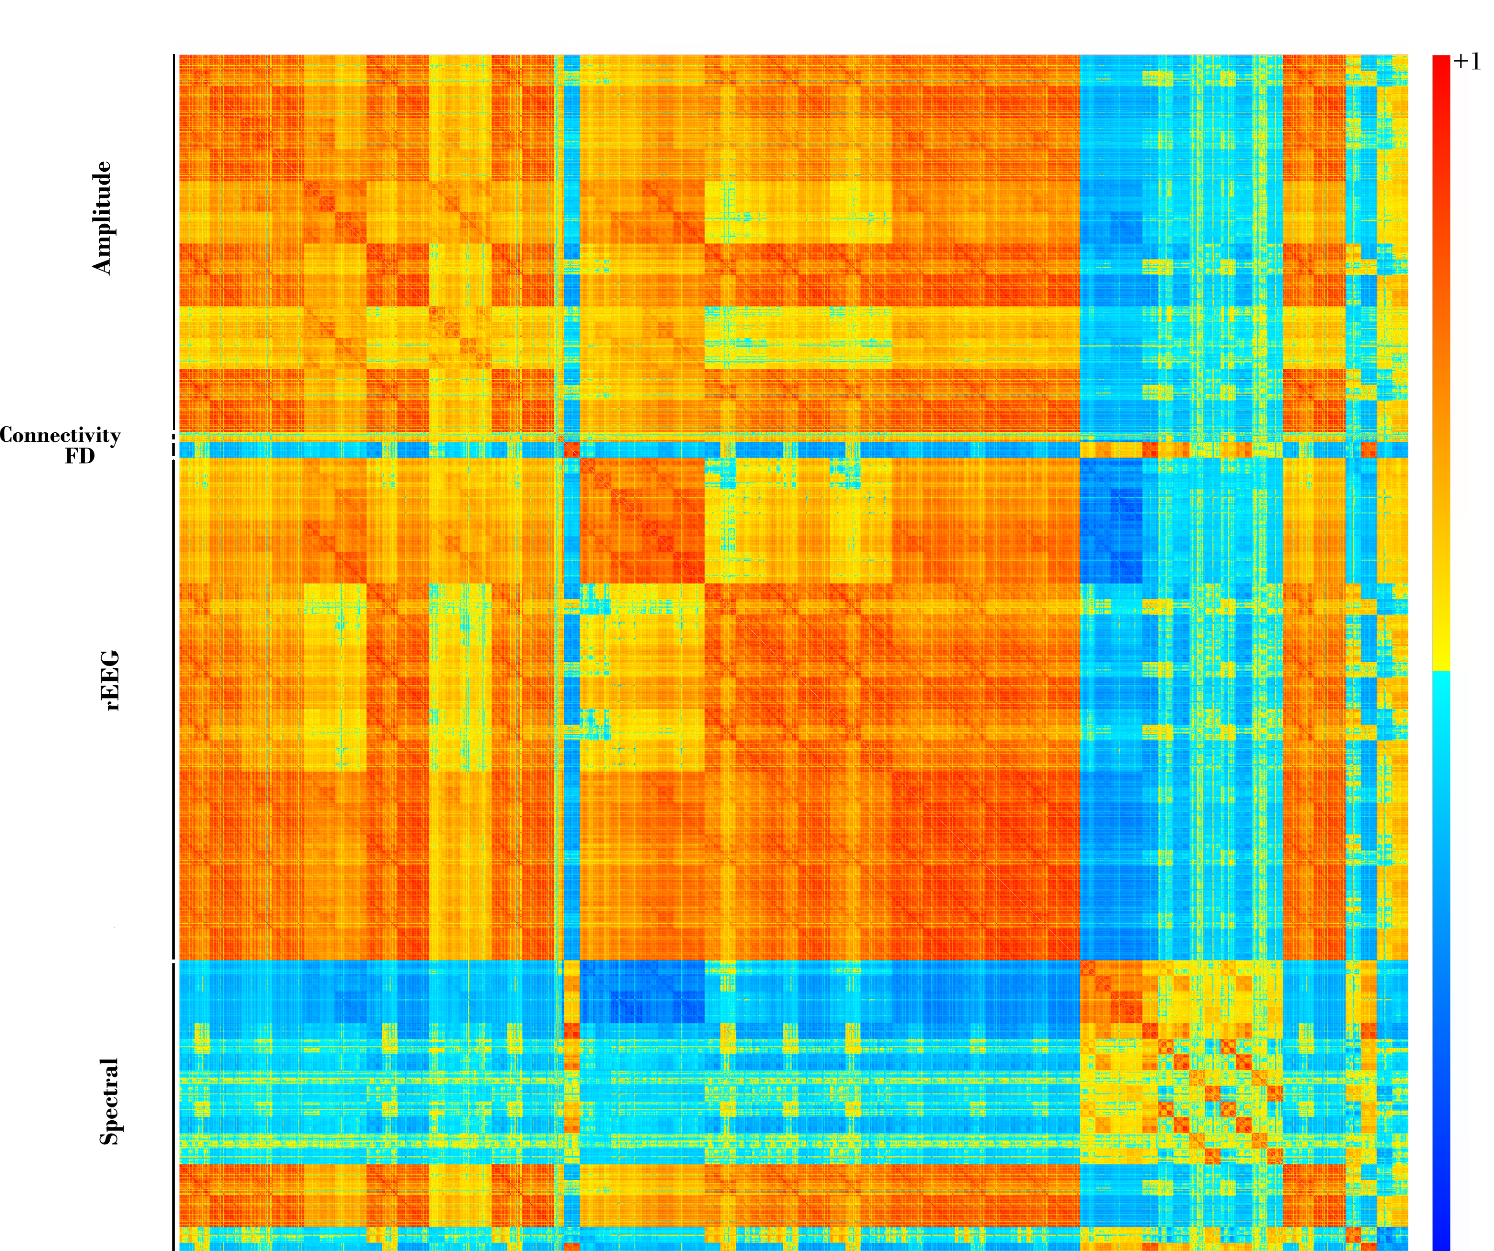 +1
Amplitude
Connectivity
FD
rEEG
Spectral